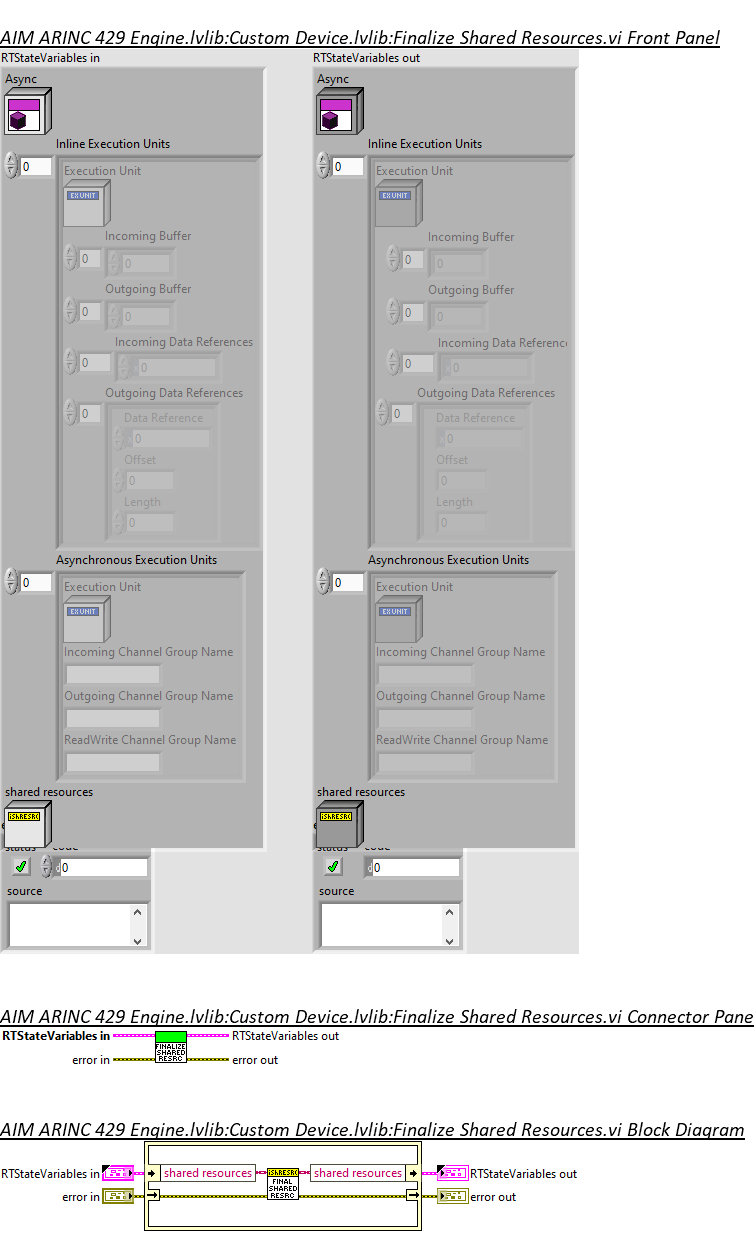 AIM ARINC 429 Engine.lvlib:Custom Device.lvlib:Finalize Shared Resources.vi Front Panel
RTStateVariables in
RTStateVariables out
Async
Async
Inline Execution Units
Inline Execution Units
0
0
Execution Unit
Execution Unit
EX UNIT
EX UNIT
Incoming Buffer
Incoming Buffer
0
0
0
0
Outgoing Buffer
Outgoing Buffer
0
0
0
0
Incoming Data References
Incoming Data Referenc
0
0
0
0
Outgoing Data References
Outgoing Data References
0
0
Data Reference
Data Reference
0
0
Offset
Offset
0
0
Length
Length
0
0
Asynchronous Execution Units
Asynchronous Execution Units
0
0
Execution Unit
Execution Unit
EX UNIT
EX UNIT
Incoming Channel Group Name
Incoming Channel Group Name
Outgoing Channel Group Name
Outgoing Channel Group Name
ReadWrite Channel Group Name
ReadWrite Channel Group Name
shared resources
shared resources
iShRESRC
iShRESRC
status code
status code
0
0
source
source
AIM ARINC 429 Engine.lvlib:Custom Device.lvlib:Finalize Shared Resources.vi Connector Pane
RTStateVariables in
RTStateVariables out
FINALIZE
SHARED
RESRC
error in
error out
AIM ARINC 429 Engine.lvlib:Custom Device.lvlib:Finalize Shared Resources.vi Block Diagram
RTStateVariables in
shared resources
iShRESRC
shared resources
RTStateVariables out
FINAL
SHARED
RESRC
error in
error out